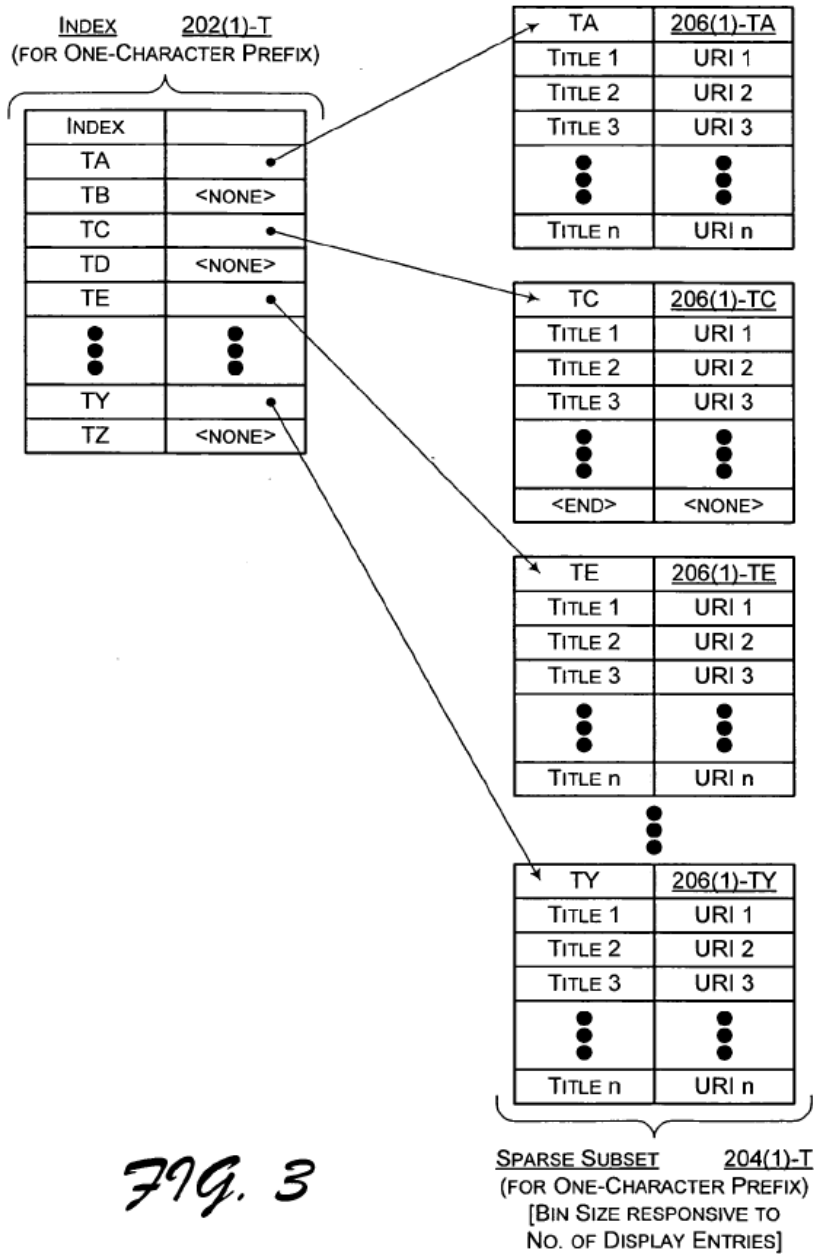 INDEX 202(1)-T
(FOR ONE-CHARACTER PREFIX)
INDEX
TA
TB <NONE>
TC
TD <NONE>
TE
TY
TZ <NONE>
TA 206(1)-TA
TITLE 1 URI 1
TITLE 2 URI 2
TITLE 3 URI 3
TITLE n URI n
TC 206(1)-TC
TITLE 1 URI 1
TITLE 2 URI 2
TITLE 3 URI 3
<END> <NONE>
TE 206(1)-TE
TITLE 1 URI 1
TITLE 2 URI 2
TITLE 3 URI 3
TITLE n URI n
TY 206(1)-TY
TITLE 1 URI 1
TITLE 2 URI 2
TITLE 3 URI 3
TITLE n URI n
SPARSE SUBSET 204(1)-T
(FOR ONE-CHARACTER PREFIX)
[BIN SIZE RESPONSIVE TO
NO. OF DISPLAY ENTRIES]
FIG. 3